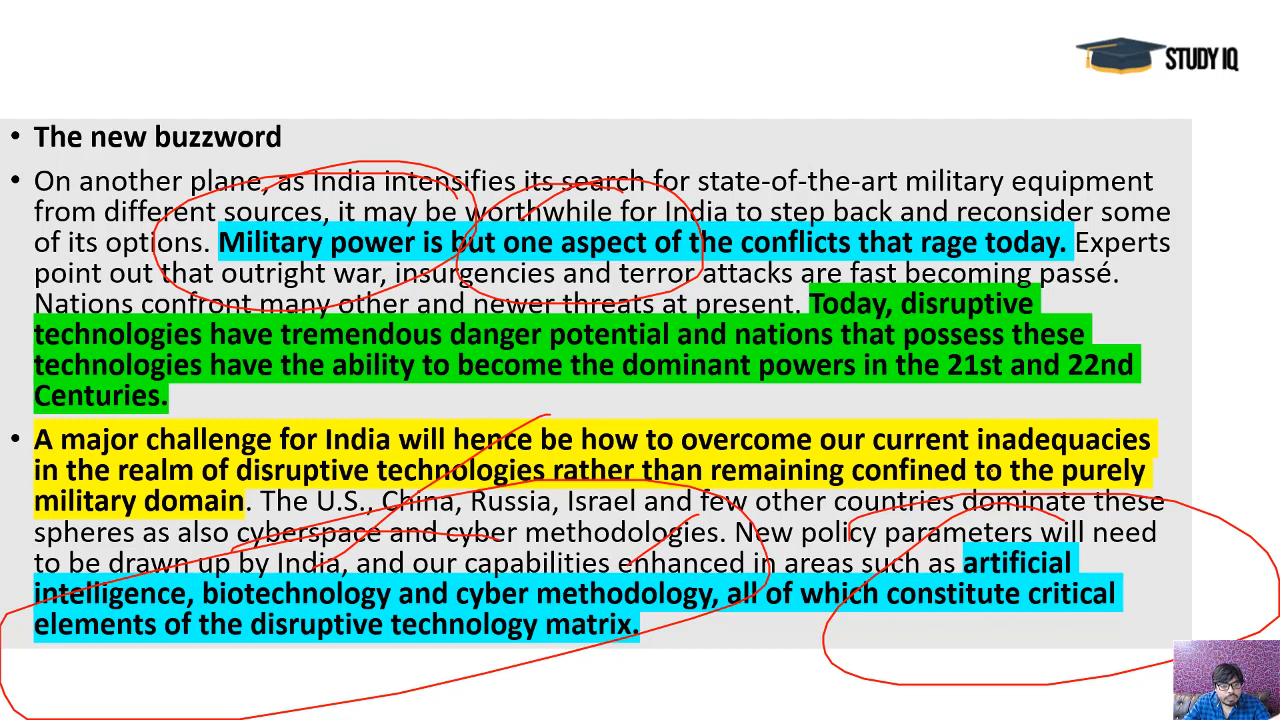 STUDY IQ
• The new buzzword
• On another plane, as India intensifies its search for state-of-the-art military equipment
from different sources, it may be worthwhile for India to step back and reconsider some
of its options. Military power is but one aspect of the conflicts that rage today. Experts
point out that outright war, insurgencies and terror attacks are fast becoming passé.
Nations confront many other and newer threats at present. Today, disruptive
technologies have tremendous danger potential and nations that possess these
technologies have the ability to become the dominant powers in the 21st and 22nd
Centuries.
• A major challenge for India will hence be how to overcome our current inadequacies
in the realm of disruptive technologies rather than remaining confined to the purely
military domain. The U.S., China, Russia, Israel and few other countries dominate these
spheres as also cyberspace and cyber methodologies. New policy parameters will need
to be drawn up by India, and our capabilities enhanced in areas such as artificial
intelligence, biotechnology and cyber methodology, all of which constitute critical
elements of the disruptive technology matrix.